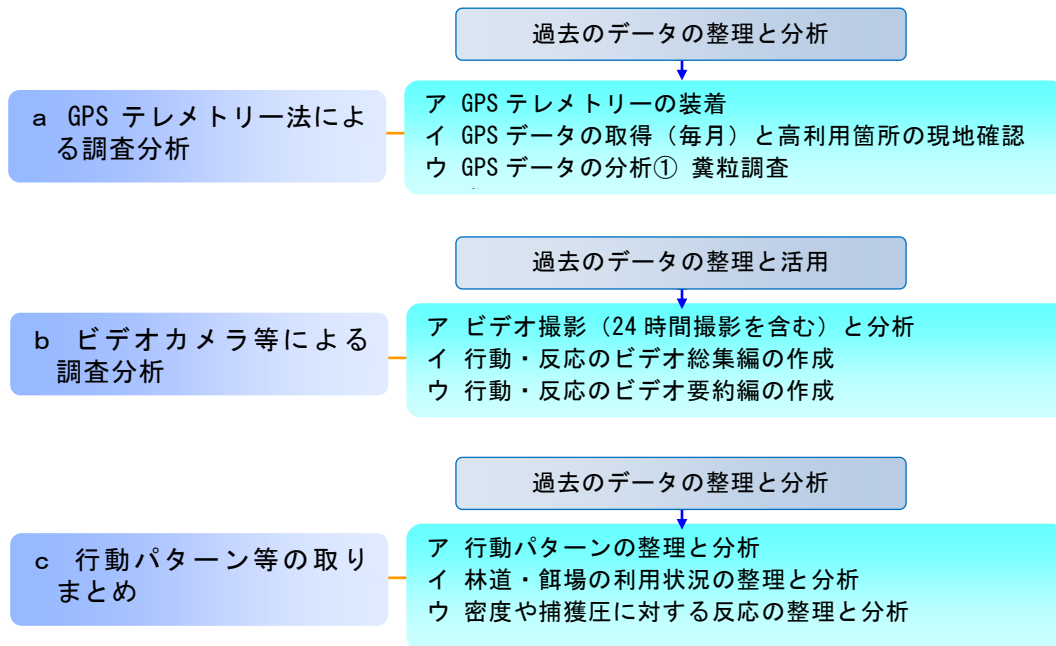 過去のデータの整理と分析
a GPS テレメトリー法によ
る調査分析
ア GPS テレメトリーの装着
イ GPS データの取得（毎月）と高利用箇所の現地確認
ウ GPS データの分析① 糞粒調査
過去のデータの整理と活用
b ビデオカメラ等による
調査分析
ア ビデオ撮影（24 時間撮影を含む）と分析
イ 行動・反応のビデオ総集編の作成
ウ 行動・反応のビデオ要約編の作成
過去のデータの整理と分析
c 行動パターン等の取り
まとめ
ア 行動パターンの整理と分析
イ 林道・餌場の利用状況の整理と分析
ウ 密度や捕獲圧に対する反応の整理と分析